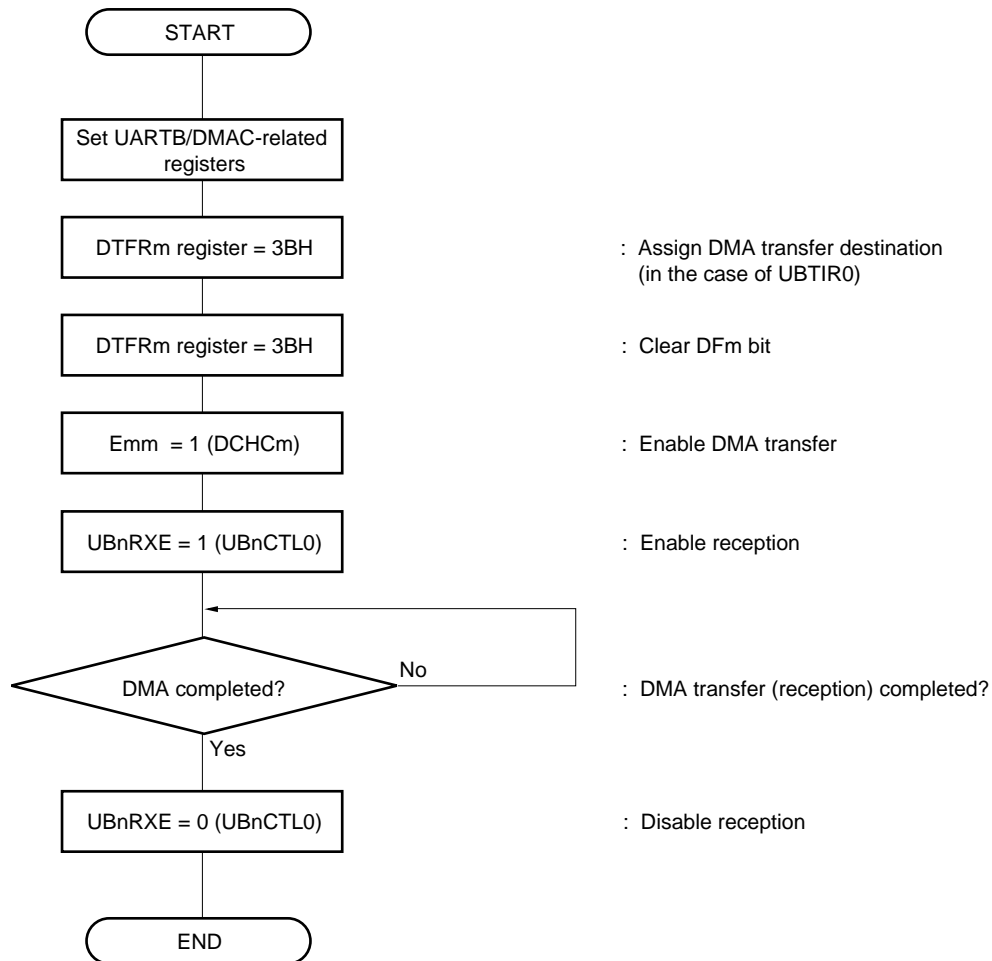 START
Set UARTB/DMAC-related
registers
DTFRm register = 3BH
: Assign DMA transfer destination
(in the case of UBTIR0)
DTFRm register = 3BH
: Clear DFm bit
Emm = 1 (DCHCm)
: Enable DMA transfer
UBnRXE = 1 (UBnCTL0)
: Enable reception
No
DMA completed?
: DMA transfer (reception) completed?
Yes
UBnRXE = 0 (UBnCTL0)
: Disable reception
END